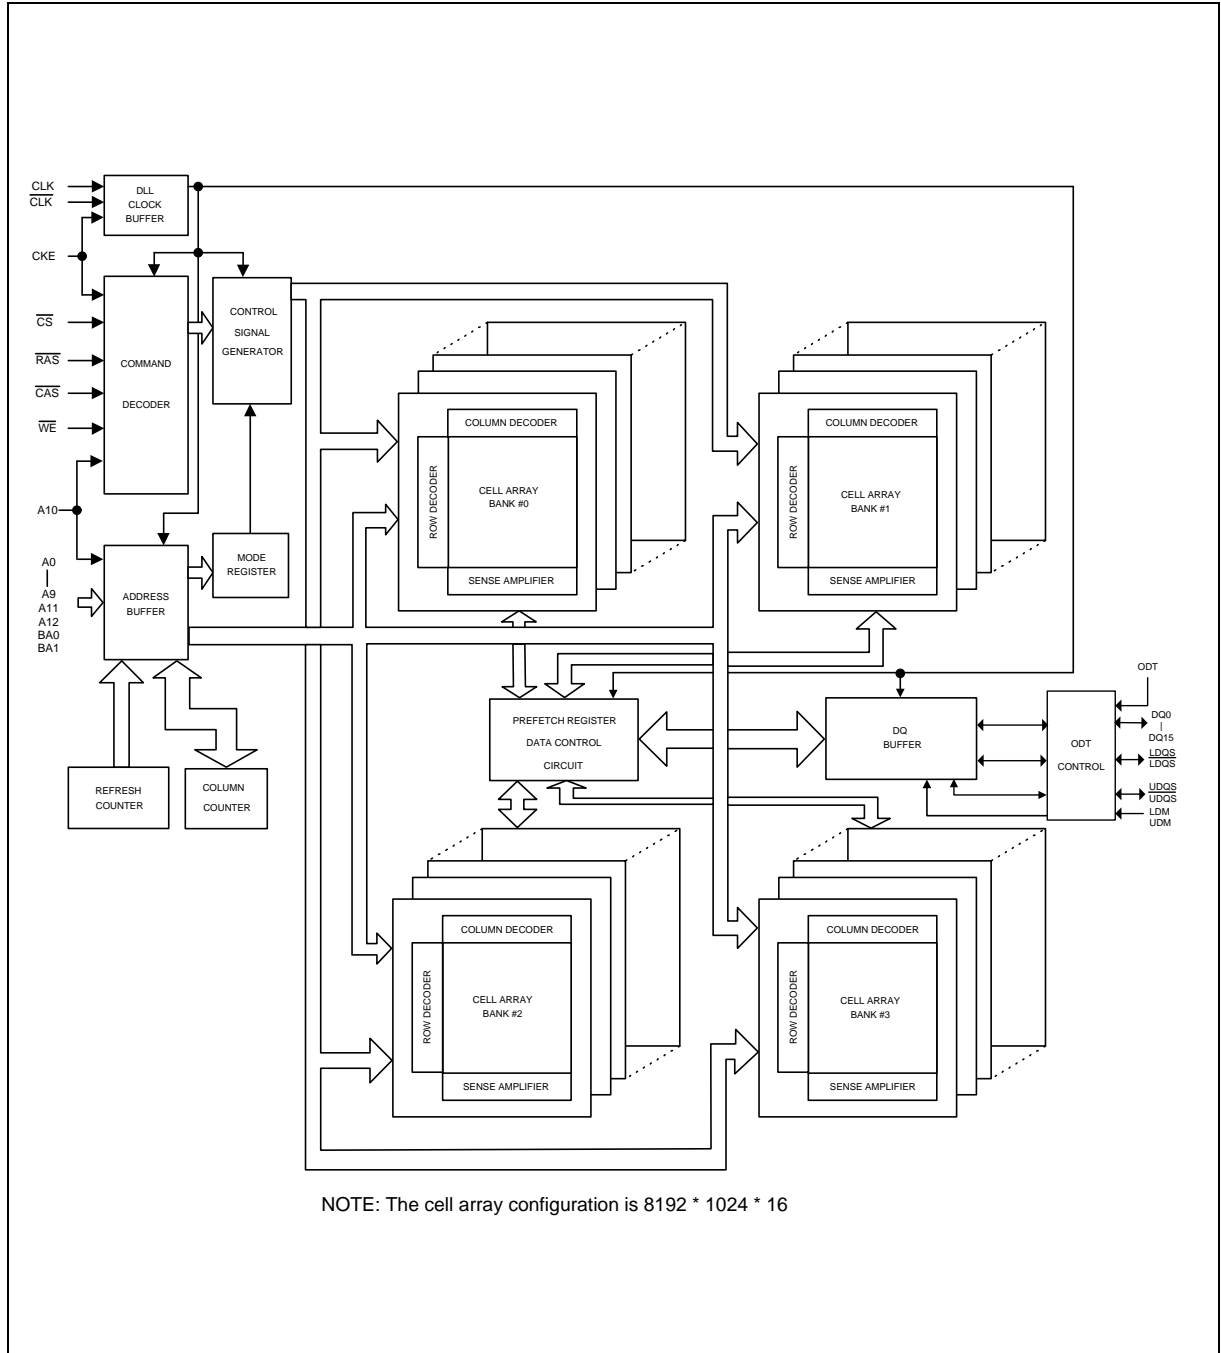 CLK
CLK
CKE
CS
RAS
CAS
WE
A10
A0
A9
A11
A12
BA0
BA1
DLL
CLOCK
BUFFER
COMMAND
DECODER
CONTROL
SIGNAL
GENERATOR
MODE
REGISTER
ADDRESS
BUFFER
REFRESH
COUNTER
COLUMN
COUNTER
COLUMN DECODER
ROW DECODER
CELL ARRAY
BANK #0
SENSE AMPLIFIER
COLUMN DECODER
ROW DECODER
CELL ARRAY
BANK #1
SENSE AMPLIFIER
PREFETCH REGISTER
DATA CONTROL
CIRCUIT
DQ
BUFFER
ODT
CONTROL
ODT
DQ0
DQ15
LDQS
LDQS
UDQS
UDQS
LDM
UDM
COLUMN DECODER
ROW DECODER
CELL ARRAY
BANK #2
SENSE AMPLIFIER
COLUMN DECODER
ROW DECODER
CELL ARRAY
BANK #3
SENSE AMPLIFIER
NOTE: The cell array configuration is 8192 * 1024 * 16